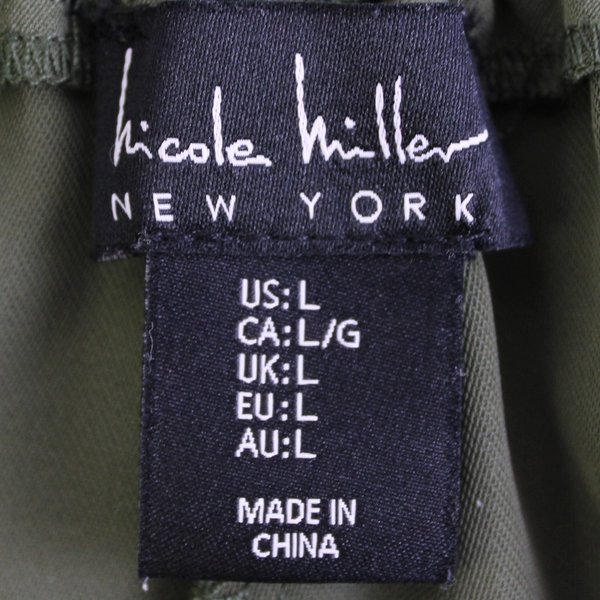 Nicole Miller
NEW YORK
US: L
CA: L/G
UK: L
EU: L
AU: L
MADE IN
CHINA